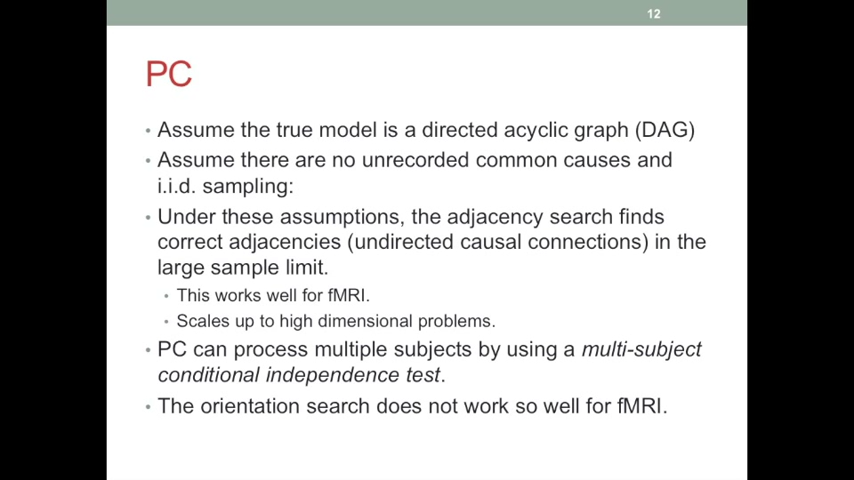 12
PC
• Assume the true model is a directed acyclic graph (DAG)
• Assume there are no unrecorded common causes and
i.i.d. sampling:
• Under these assumptions, the adjacency search finds
correct adjacencies (undirected causal connections) in the
large sample limit.
• This works well for fMRI.
• Scales up to high dimensional problems.
• PC can process multiple subjects by using a multi-subject
conditional independence test.
• The orientation search does not work so well for fMRI.